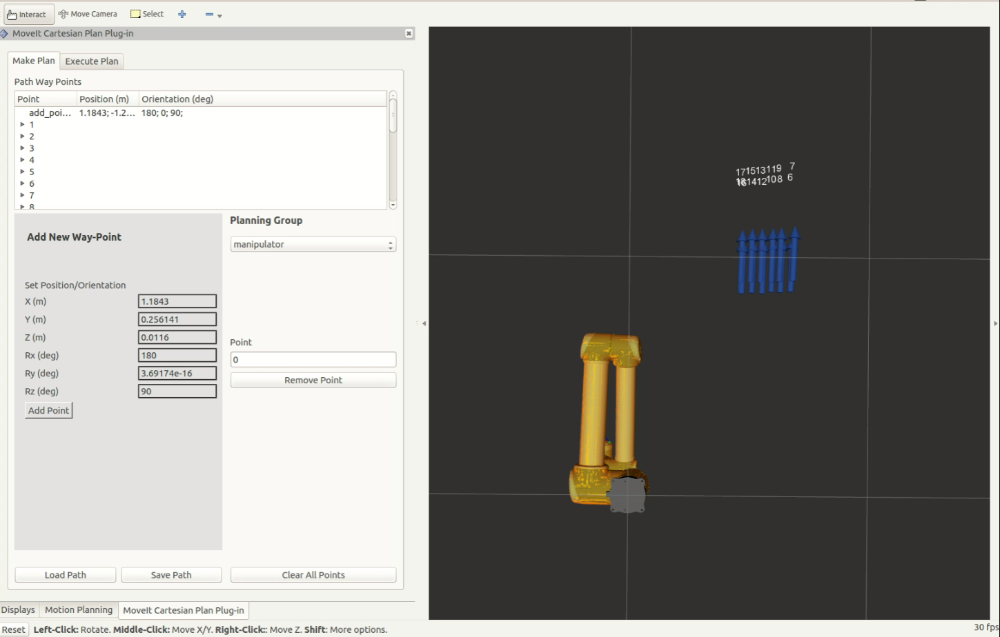 Interact Move Camera Select
MoveIt Cartesian Plan Plug-in
Make Plan Execute Plan
Path Way Points
Point Position (m) Orientation (deg)
add_poi... 1.1843; -1.2... 180; 0; 90;
1
2
3
4
5
6
7
8
Add New Way-Point
Set Position/Orientation
X (m) 1.1843
Y (m) 0.256141
Z (m) 0.0116
Rx (deg) 180
Ry (deg) 3.69174e-16
Rz (deg) 90
Add Point
Planning Group
manipulator
Point
0
Remove Point
Load Path Save Path Clear All Points
171513119 7
1412108 6
Displays Motion Planning MoveIt Cartesian Plan Plug-in
Reset Left-Click: Rotate. Middle-Click: Move X/Y. Right-Click:: Move Z. Shift: More options.
30 fps